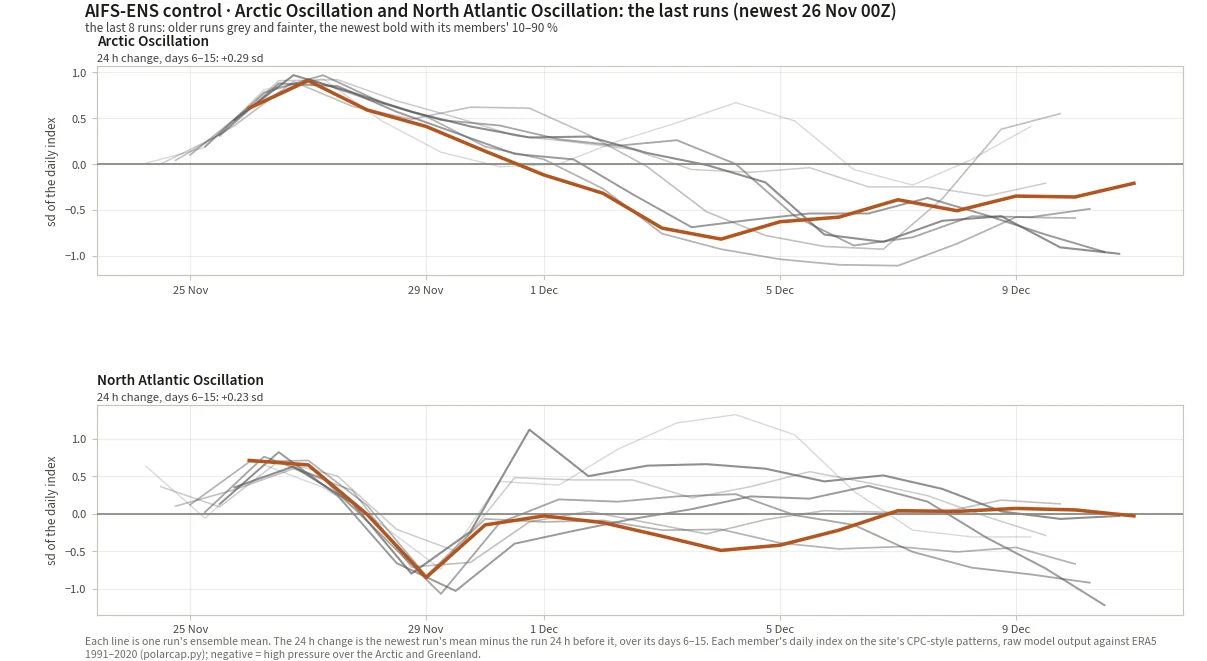 AIFS-ENS control · Arctic Oscillation and North Atlantic Oscillation: the last runs (newest 26 Nov 00Z)
the last 8 runs: older runs grey and fainter, the newest bold with its members' 10–90 %
Arctic Oscillation
24 h change, days 6–15: +0.29 sd
1.0
0.5
0.0
−0.5
−1.0
sd of the daily index
25 Nov
29 Nov
1 Dec
5 Dec
9 Dec
North Atlantic Oscillation
24 h change, days 6–15: +0.23 sd
1.0
0.5
0.0
−0.5
−1.0
sd of the daily index
25 Nov
29 Nov
1 Dec
5 Dec
9 Dec
Each line is one run's ensemble mean. The 24 h change is the newest run's mean minus the run 24 h before it, over its days 6–15. Each member's daily index on the site's CPC-style patterns, raw model output against ERA5
1991–2020 (polarcap.py); negative = high pressure over the Arctic and Greenland.